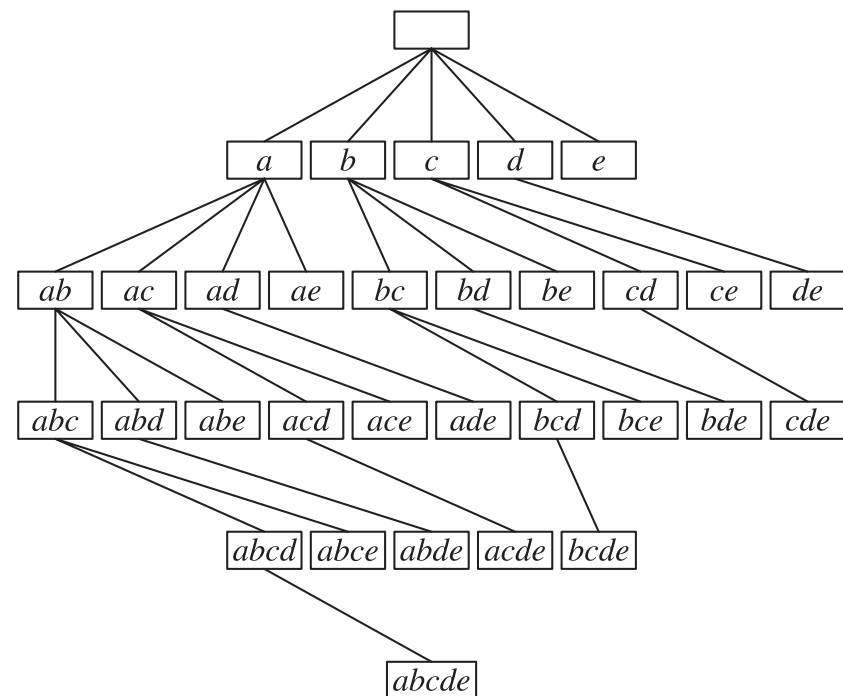 a b c d e
ab ac ad ae bc bd be cd ce de
abc abd abe acd ace ade bcd bce bde cde
abcd abce abde acde bcde
abcde